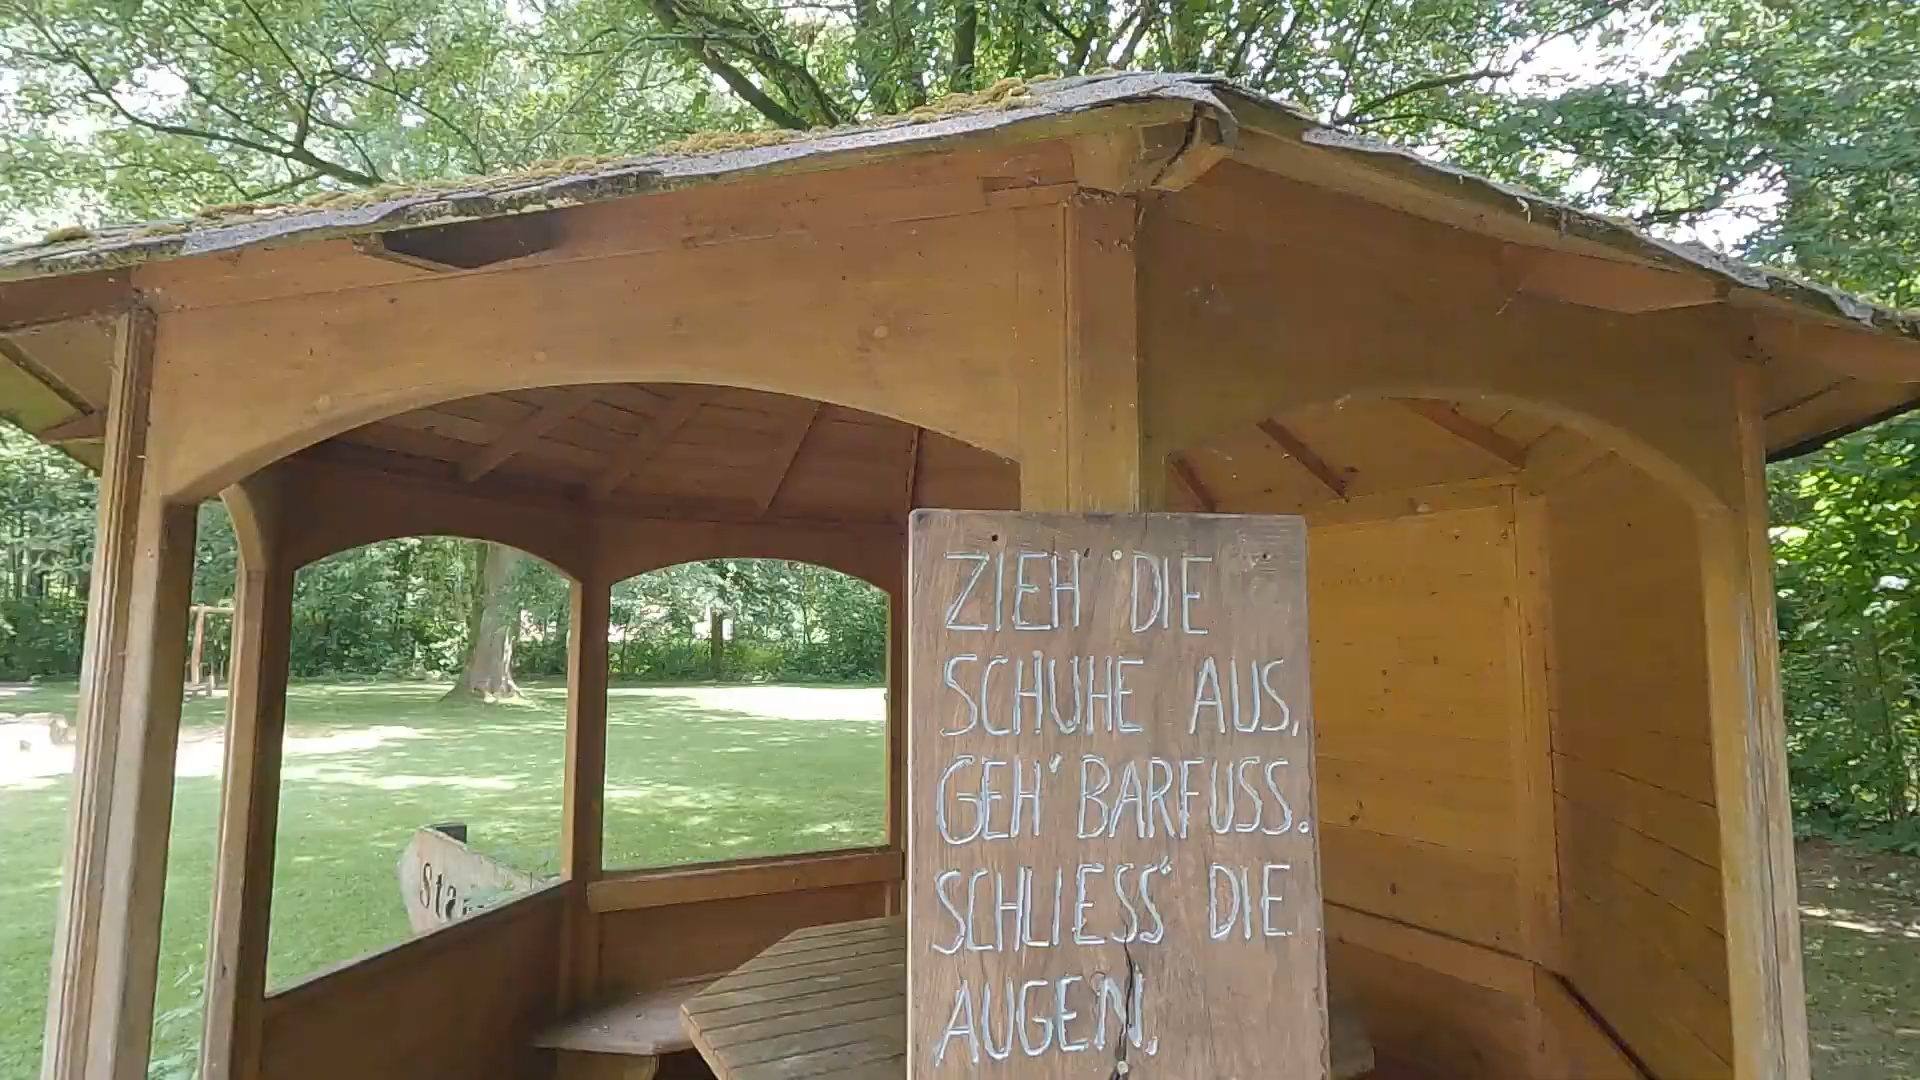 ZIEH' DIE
SCHUHE AUS,
GEH' BARFUSS.
SCHLIESS' DIE
AUGEN,